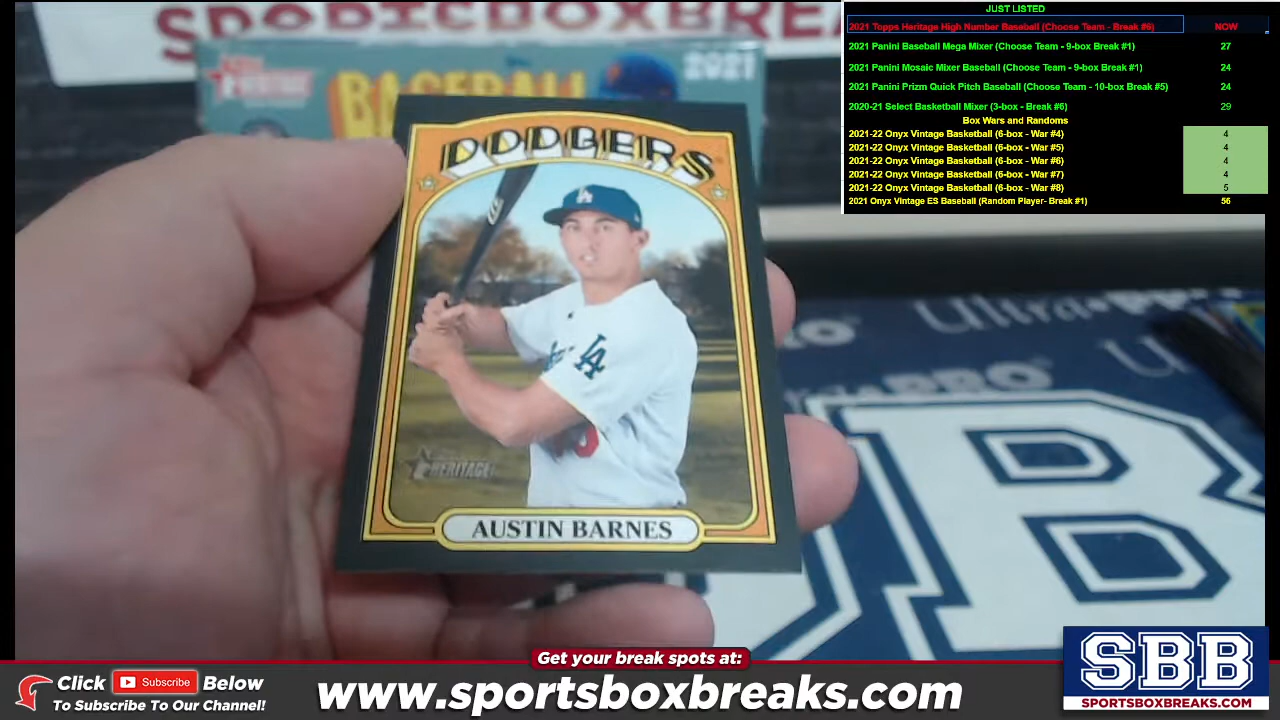 SPORTSBOXBREA
JUST LISTED
2021 Topps Heritage High Number Baseball (Choose Team - Break #6) NOW
2021 Panini Baseball Mega Mixer (Choose Team - 9-box Break #1) 27
2021 Panini Mosaic Mixer Baseball (Choose Team - 9-box Break #1) 24
2021 Panini Prizm Quick Pitch Baseball (Choose Team - 10-box Break #5) 24
2020-21 Select Basketball Mixer (3-box - Break #6) 29
Box Wars and Randoms
2021-22 Onyx Vintage Basketball (6-box - War #4) 4
2021-22 Onyx Vintage Basketball (6-box - War #5) 4
2021-22 Onyx Vintage Basketball (6-box - War #6) 4
2021-22 Onyx Vintage Basketball (6-box - War #7) 4
2021-22 Onyx Vintage Basketball (6-box - War #8) 5
2021 Onyx Vintage ES Baseball (Random Player- Break #1) 56
2021
BASEBALL
DODGERS
LA
LA
HERITAGE
AUSTIN BARNES
UltraPRO
B
Get your break spots at:
Click Subscribe Below
To Subscribe To Our Channel!
www.sportsboxbreaks.com
SBB
SPORTSBOXBREAKS.COM